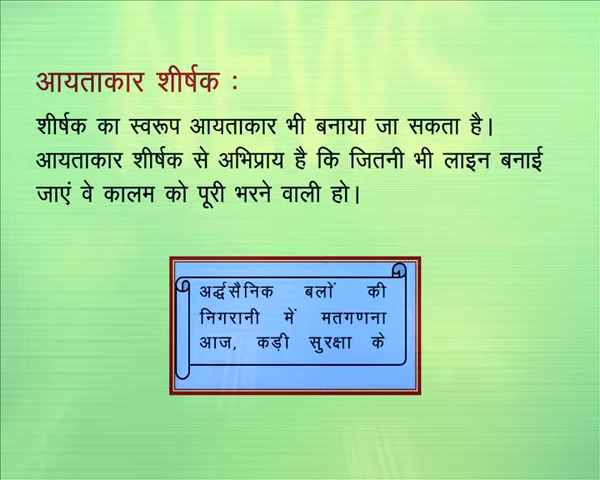 NEWS
आयताकार शीर्षक :
शीर्षक का स्वरूप आयताकार भी बनाया जा सकता है।
आयताकार शीर्षक से अभिप्राय है कि जितनी भी लाइन बनाई
जाएं वे कालम को पूरी भरने वाली हो।
अर्द्धसैनिक बलों की
निगरानी में मतगणना
आज, कड़ी सुरक्षा के